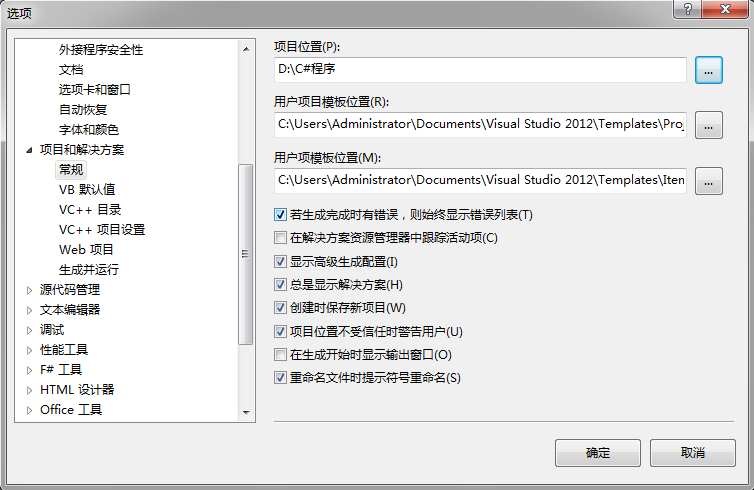 选项
外接程序安全性
文档
选项卡和窗口
自动恢复
字体和颜色
项目和解决方案
常规
VB 默认值
VC++ 目录
VC++ 项目设置
Web 项目
生成并运行
源代码管理
文本编辑器
调试
性能工具
F# 工具
HTML 设计器
Office 工具
项目位置(P):
D:\C#程序
...
用户项目模板位置(R):
C:\Users\Administrator\Documents\Visual Studio 2012\Templates\Proj
...
用户项模板位置(M):
C:\Users\Administrator\Documents\Visual Studio 2012\Templates\Item
...
若生成完成时有错误，则始终显示错误列表(T)
在解决方案资源管理器中跟踪活动项(C)
显示高级生成配置(I)
总是显示解决方案(H)
创建时保存新项目(W)
项目位置不受信任时警告用户(U)
在生成开始时显示输出窗口(O)
重命名文件时提示符号重命名(S)
确定
取消